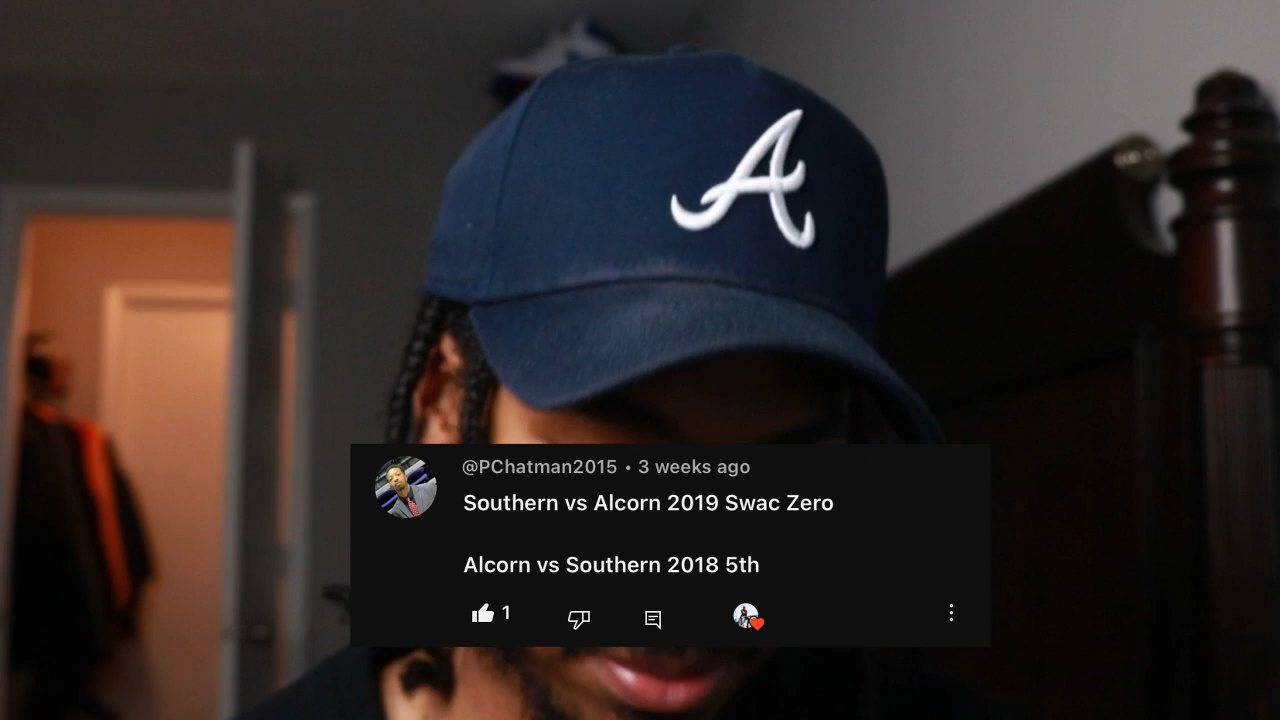 A
@PChatman2015 • 3 weeks ago
Southern vs Alcorn 2019 Swac Zero
Alcorn vs Southern 2018 5th
1